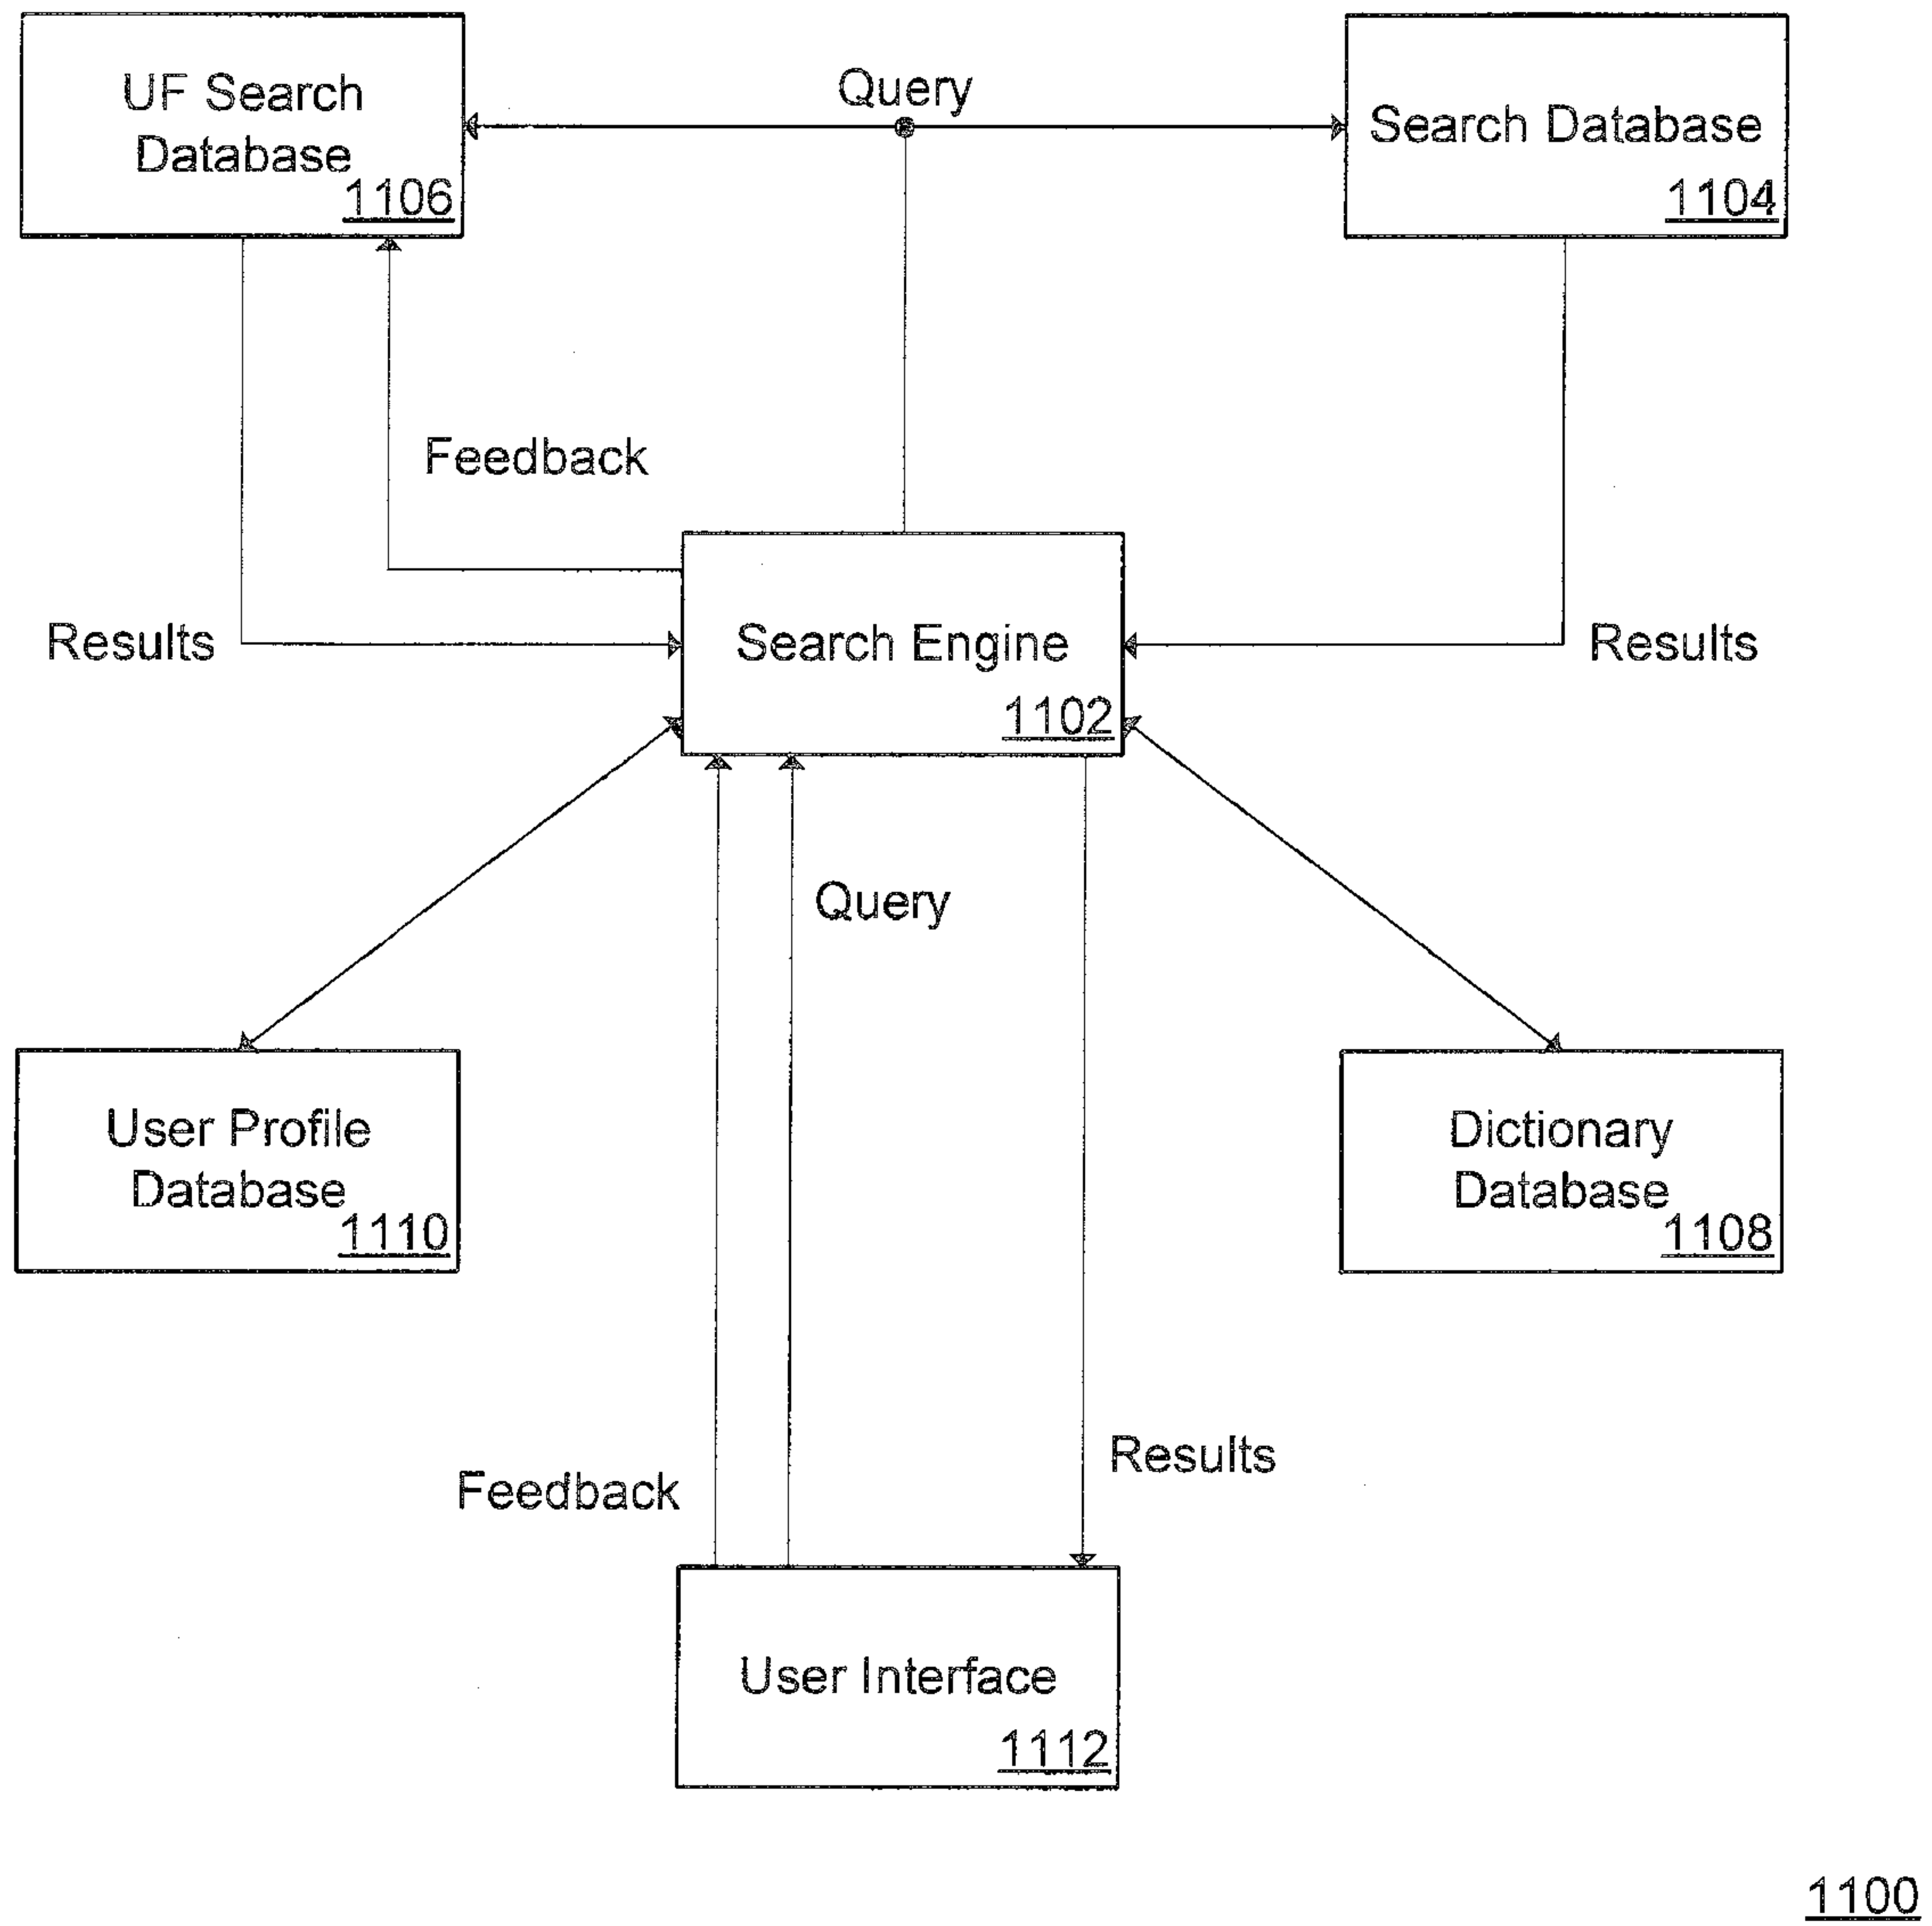 UF Search
Database
1106
Query
Search Database
1104
Feedback
Results
Search Engine
1102
Results
Query
User Profile
Database
1110
Dictionary
Database
1108
Feedback
Results
User Interface
1112
1100